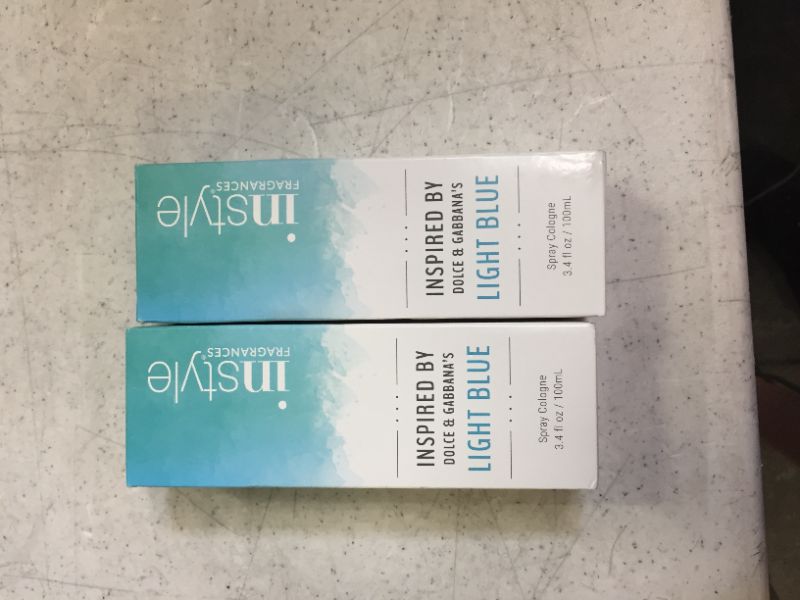 instyle
FRAGRANCES®
INSPIRED BY
DOLCE & GABBANA'S
LIGHT BLUE
Spray Cologne
3.4 fl oz / 100mL
instyle
FRAGRANCES®
INSPIRED BY
DOLCE & GABBANA'S
LIGHT BLUE
Spray Cologne
3.4 fl oz / 100mL